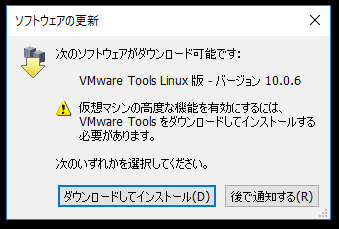 ソフトウェアの更新
次のソフトウェアがダウンロード可能です:
VMware Tools Linux 版 - バージョン 10.0.6
仮想マシンの高度な機能を有効にするには、
VMware Tools をダウンロードしてインストールする
必要があります。
次のいずれかを選択してください。
ダウンロードしてインストール(D)
後で通知する(R)